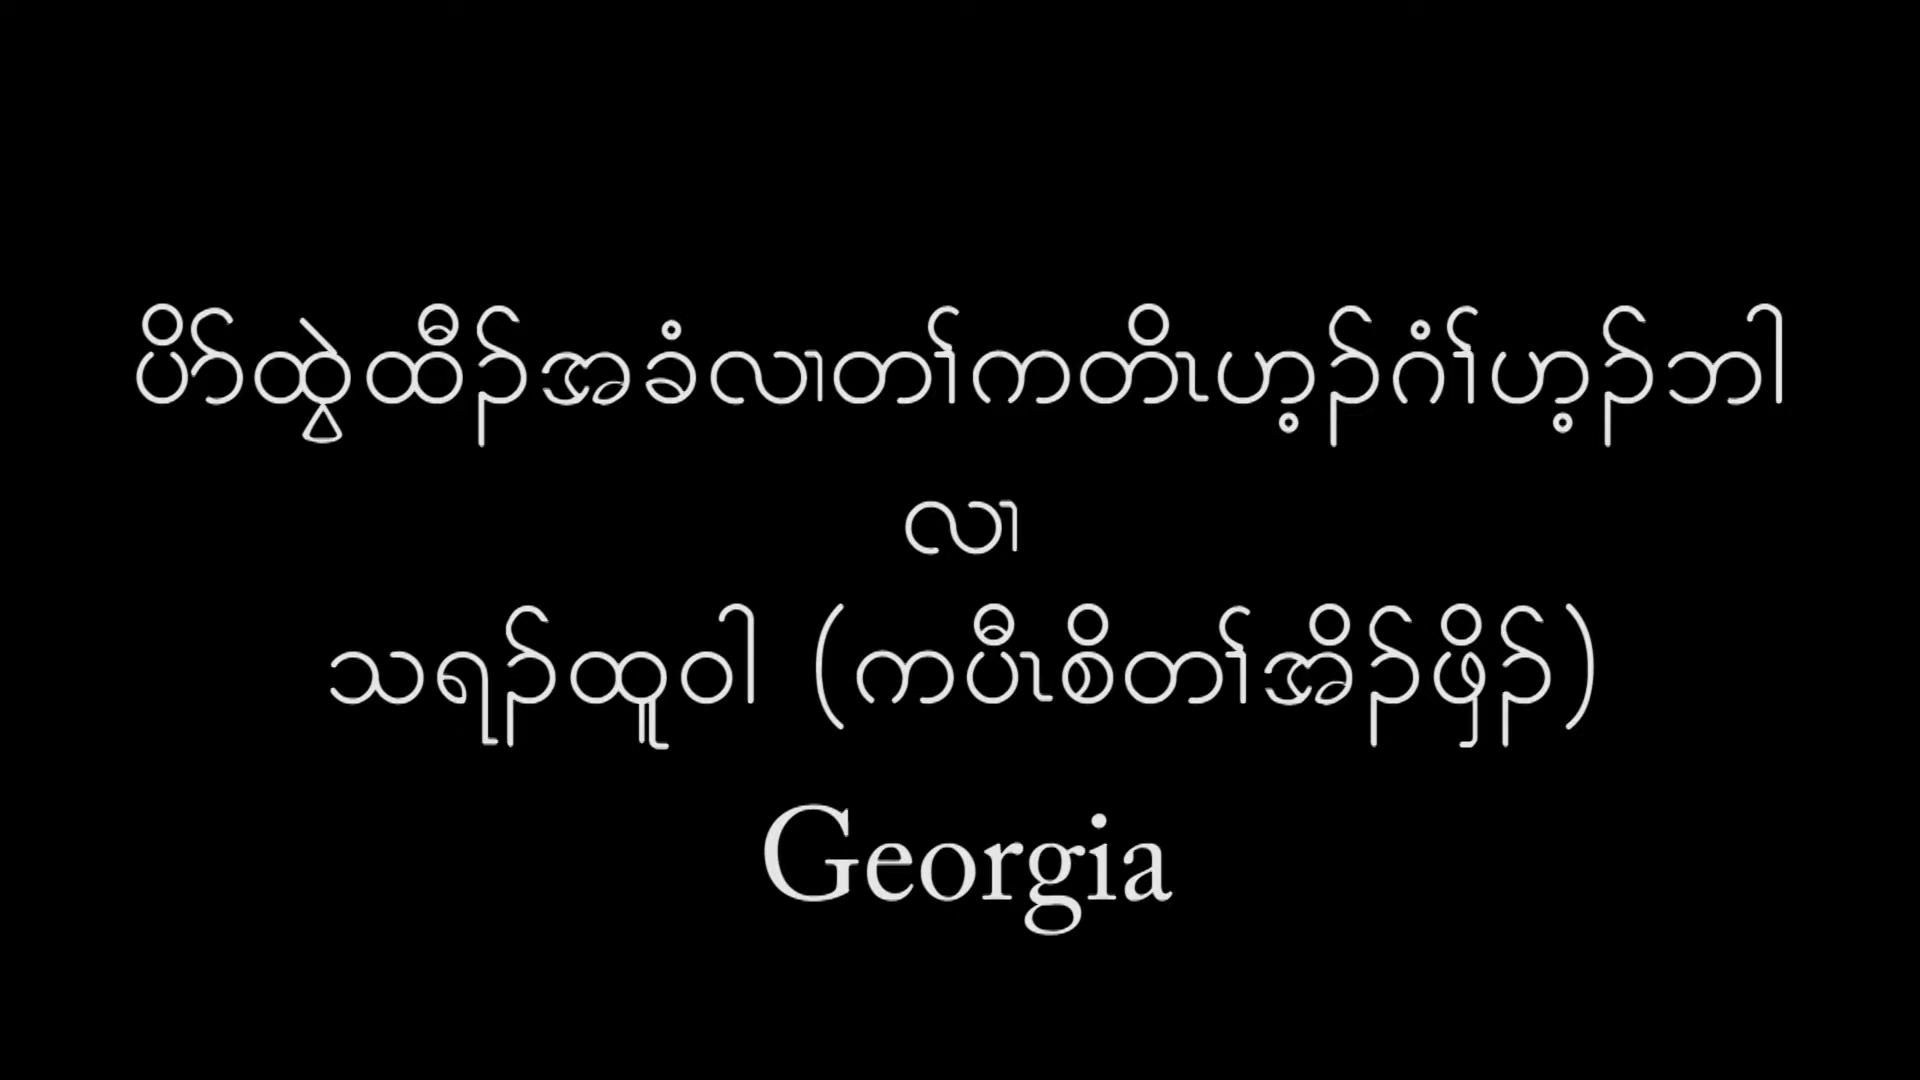 ပိာ်ထွဲထီၣ်အခံလၢတၢ်ကတိၤဟ့ၣ်ဂံၢ်ဟ့ၣ်ဘါ
လၢ
သရၣ်ထူဝါ (ကပီၤစိတၢ်အိၣ်ဖှိၣ်)
Georgia